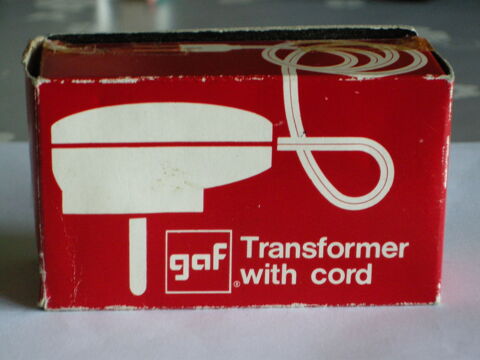 gaf
®
Transformer
with cord